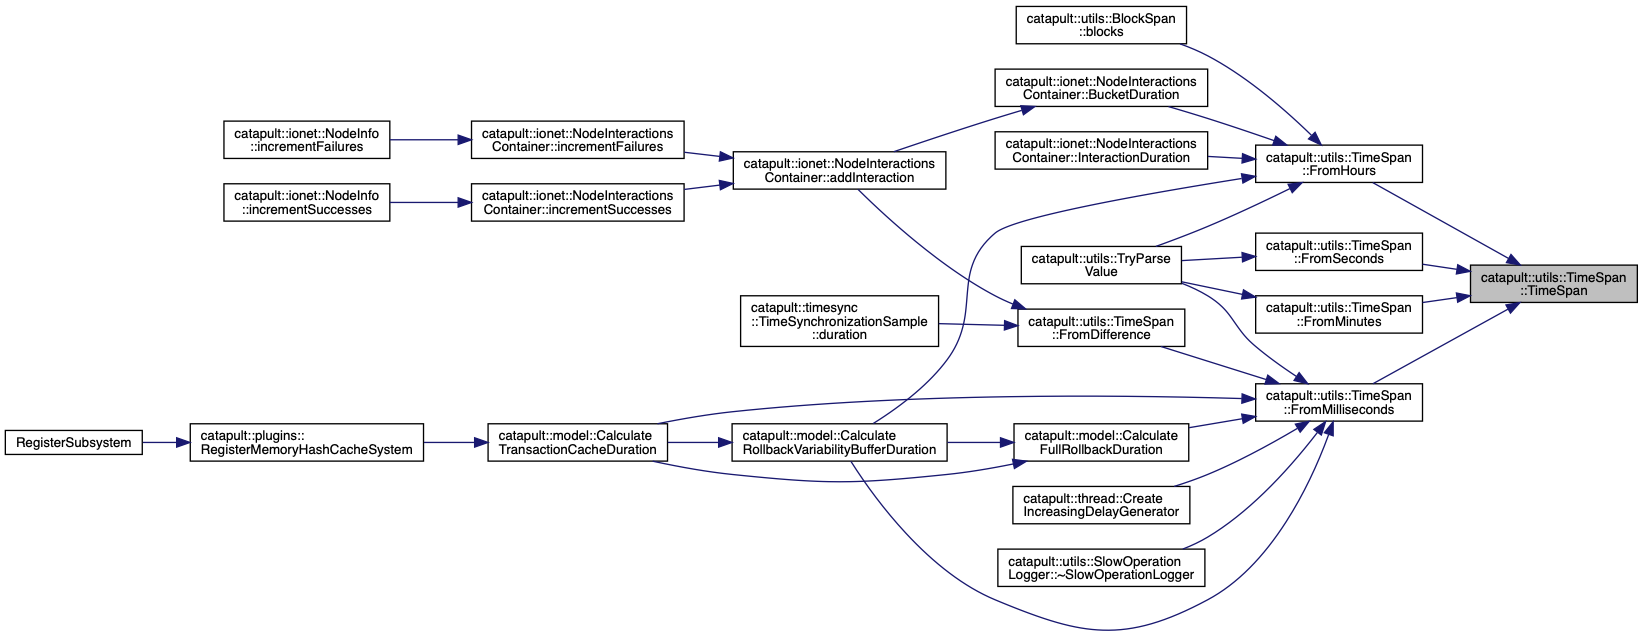 catapult::utils::BlockSpan
::blocks
catapult::ionet::NodeInteractions
Container::BucketDuration
catapult::ionet::NodeInfo
::incrementFailures
catapult::ionet::NodeInteractions
Container::incrementFailures
catapult::ionet::NodeInteractions
Container::InteractionDuration
catapult::utils::TimeSpan
::FromHours
catapult::ionet::NodeInteractions
Container::addInteraction
catapult::ionet::NodeInfo
::incrementSuccesses
catapult::ionet::NodeInteractions
Container::incrementSuccesses
catapult::utils::TryParse
Value
catapult::utils::TimeSpan
::FromSeconds
catapult::utils::TimeSpan
::TimeSpan
catapult::timesync
::TimeSynchronizationSample
::duration
catapult::utils::TimeSpan
::FromDifference
catapult::utils::TimeSpan
::FromMinutes
catapult::utils::TimeSpan
::FromMilliseconds
RegisterSubsystem
catapult::plugins::
RegisterMemoryHashCacheSystem
catapult::model::Calculate
TransactionCacheDuration
catapult::model::Calculate
RollbackVariabilityBufferDuration
catapult::model::Calculate
FullRollbackDuration
catapult::thread::Create
IncreasingDelayGenerator
catapult::utils::SlowOperation
Logger::~SlowOperationLogger